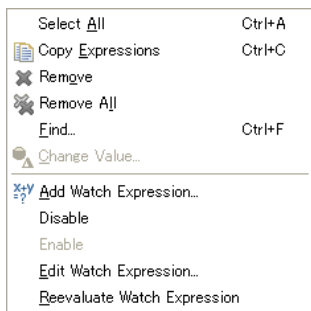 Select All Ctrl+A
Copy Expressions Ctrl+C
Remove
Remove All
Find... Ctrl+F
Change Value...
x+y =? Add Watch Expression...
Disable
Enable
Edit Watch Expression...
Reevaluate Watch Expression